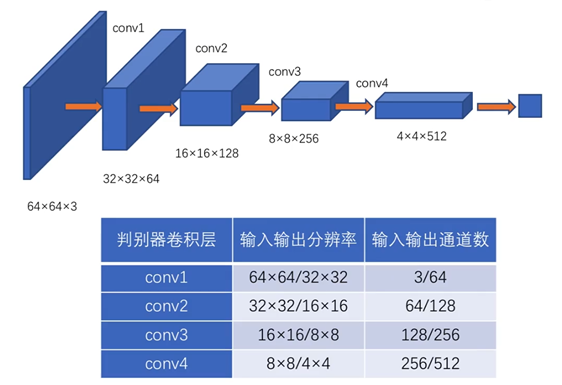 conv1
conv2
conv3
conv4
64×64×3
32×32×64
16×16×128
8×8×256
4×4×512
判别器卷积层 输入输出分辨率 输入输出通道数
conv1 64×64/32×32 3/64
conv2 32×32/16×16 64/128
conv3 16×16/8×8 128/256
conv4 8×8/4×4 256/512